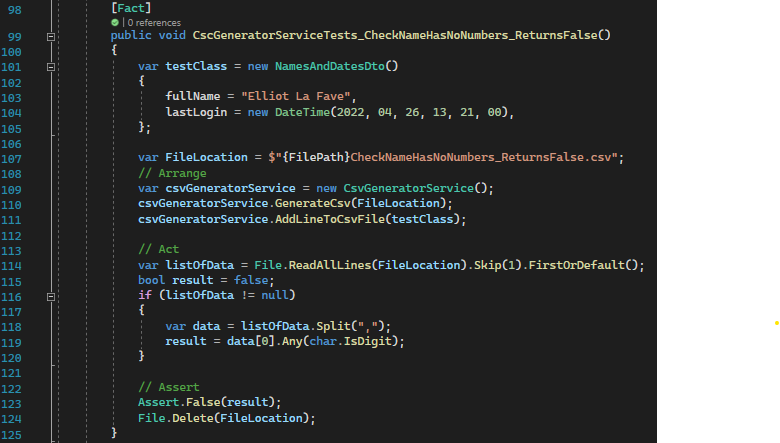 98 [Fact]
| 0 references
99 public void CscGeneratorServiceTests_CheckNameHasNoNumbers_ReturnsFalse()
100 {
101 var testClass = new NamesAndDatesDto()
102 {
103 fullName = "Elliot La Fave",
104 lastLogin = new DateTime(2022, 04, 26, 13, 21, 00),
105 };
106
107 var FileLocation = $"{FilePath}CheckNameHasNoNumbers_ReturnsFalse.csv";
108 // Arrange
109 var csvGeneratorService = new CsvGeneratorService();
110 csvGeneratorService.GenerateCsv(FileLocation);
111 csvGeneratorService.AddLineToCsvFile(testClass);
112
113 // Act
114 var listOfData = File.ReadAllLines(FileLocation).Skip(1).FirstOrDefault();
115 bool result = false;
116 if (listOfData != null)
117 {
118 var data = listOfData.Split(",");
119 result = data[0].Any(char.IsDigit);
120 }
121
122 // Assert
123 Assert.False(result);
124 File.Delete(FileLocation);
125 }